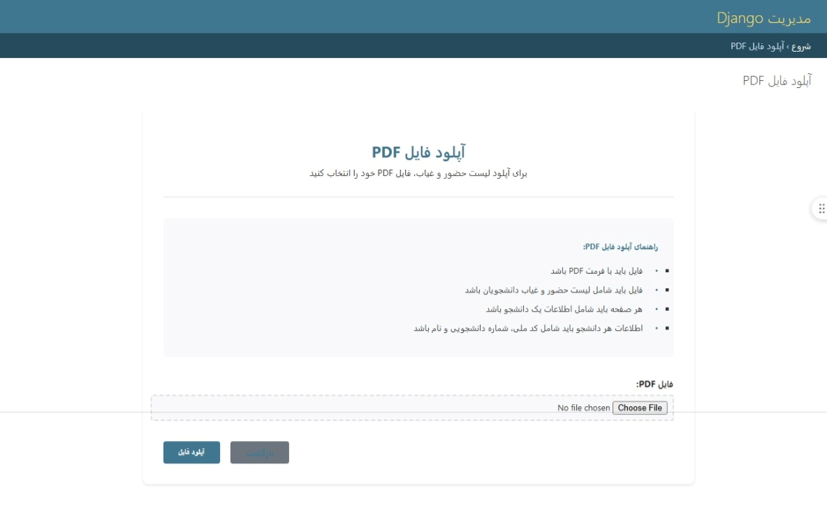 مدیریت Django
شروع › آپلود فایل PDF
آپلود فایل PDF
آپلود فایل PDF
برای آپلود لیست حضور و غیاب، فایل PDF خود را انتخاب کنید
راهنمای آپلود فایل PDF:
فایل باید با فرمت PDF باشد
فایل باید شامل لیست حضور و غیاب دانشجویان باشد
هر صفحه باید شامل اطلاعات یک دانشجو باشد
اطلاعات هر دانشجو باید شامل کد ملی، شماره دانشجویی و نام باشد
فایل PDF:
Choose File No file chosen
بازگشت
آپلود فایل